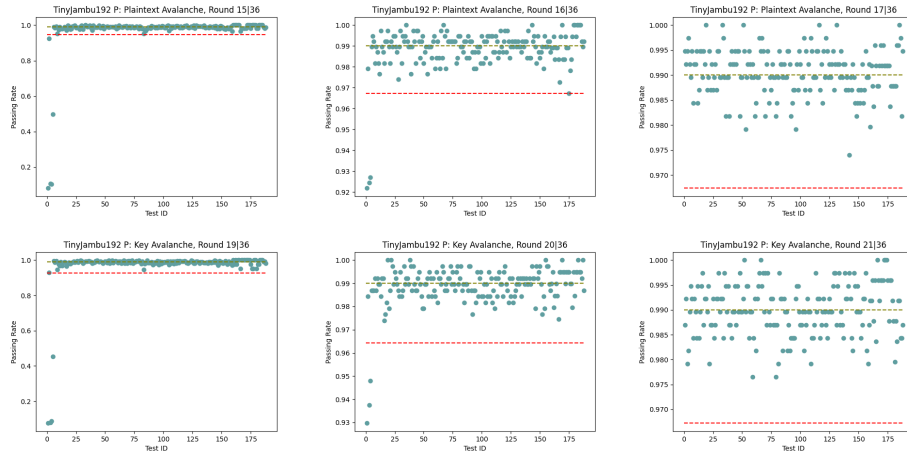 TinyJambu192 P: Plaintext Avalanche, Round 15|36
1.0
0.8
0.6
0.4
0.2
Passing Rate
0 25 50 75 100 125 150 175
Test ID
TinyJambu192 P: Plaintext Avalanche, Round 16|36
1.00
0.99
0.98
0.97
0.96
0.95
0.94
0.93
0.92
Passing Rate
0 25 50 75 100 125 150 175
Test ID
TinyJambu192 P: Plaintext Avalanche, Round 17|36
1.000
0.995
0.990
0.985
0.980
0.975
0.970
Passing Rate
0 25 50 75 100 125 150 175
Test ID
TinyJambu192 P: Key Avalanche, Round 19|36
1.0
0.8
0.6
0.4
0.2
Passing Rate
0 25 50 75 100 125 150 175
Test ID
TinyJambu192 P: Key Avalanche, Round 20|36
1.00
0.99
0.98
0.97
0.96
0.95
0.94
0.93
Passing Rate
0 25 50 75 100 125 150 175
Test ID
TinyJambu192 P: Key Avalanche, Round 21|36
1.000
0.995
0.990
0.985
0.980
0.975
0.970
Passing Rate
0 25 50 75 100 125 150 175
Test ID